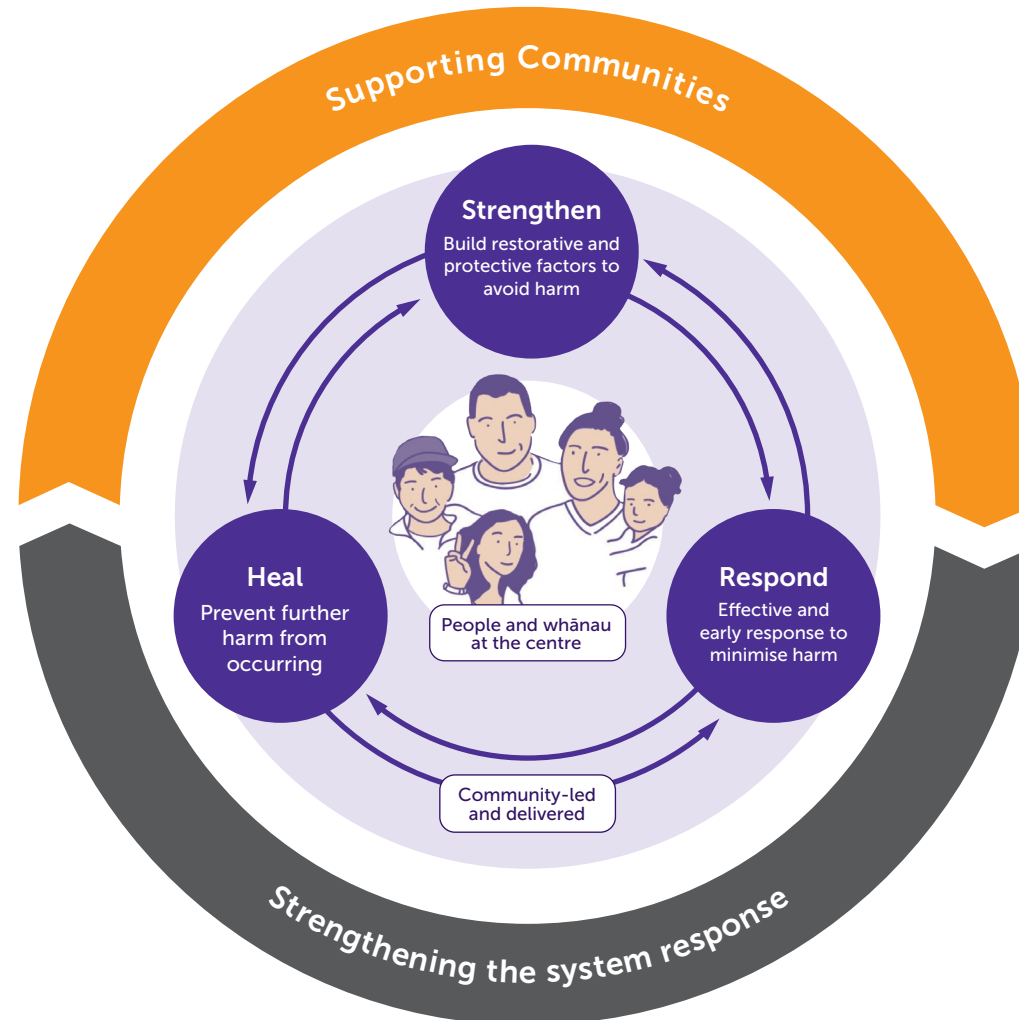 Supporting Communities
Strengthen
Build restorative and
protective factors to
avoid harm
Heal
Prevent further
harm from
occurring
Respond
Effective and
early response to
minimise harm
People and whānau
at the centre
Community-led
and delivered
Strengthening the system response